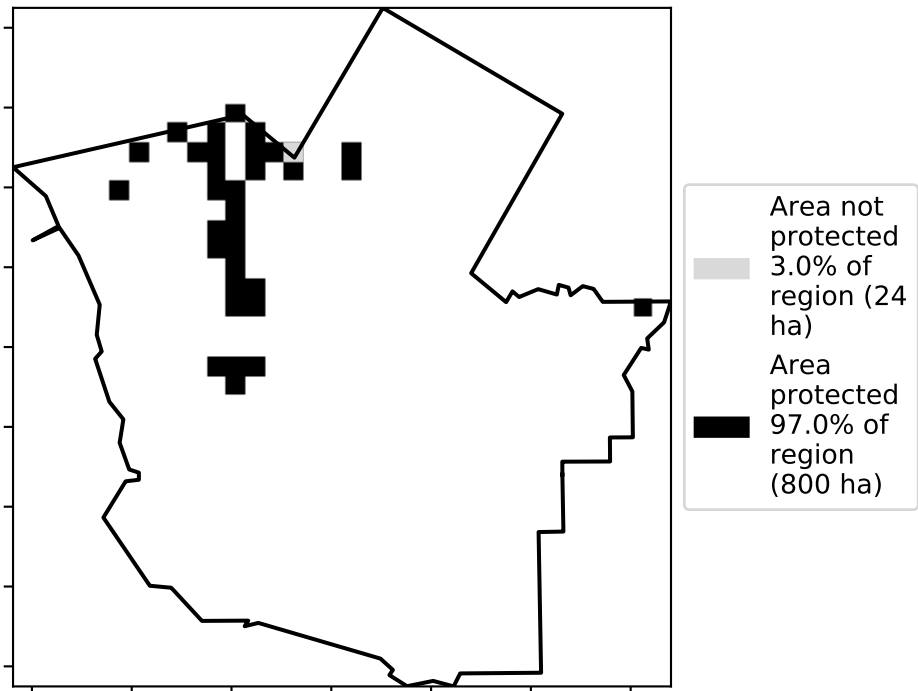 Area not
protected
3.0% of
region (24
ha)
Area
protected
97.0% of
region
(800 ha)